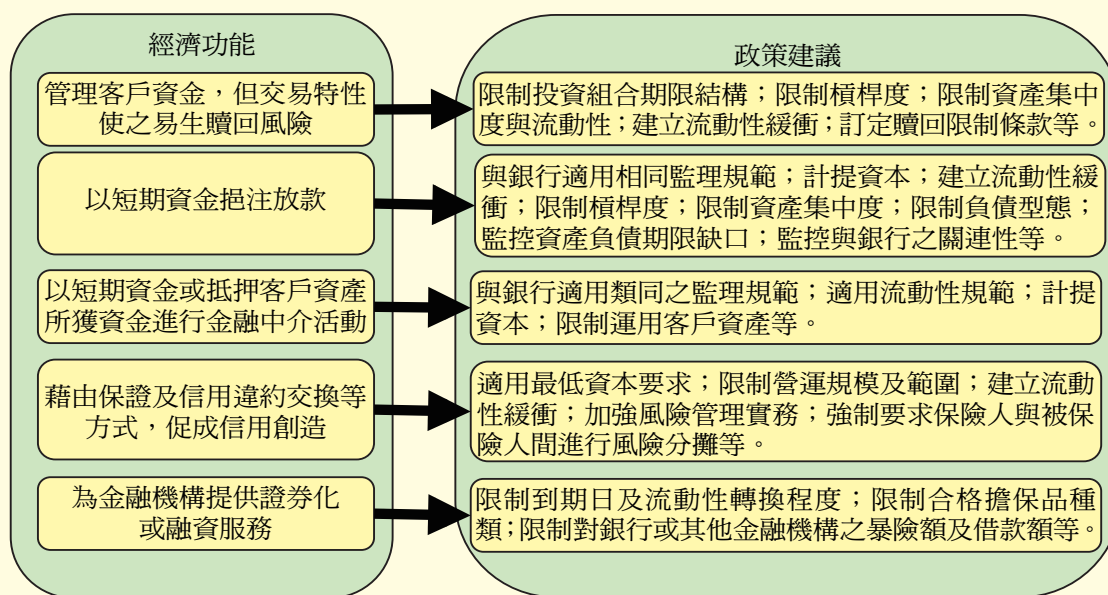 經濟功能
政策建議
管理客戶資金，但交易特性
使之易生贖回風險
限制投資組合期限結構；限制槓桿度；限制資產集中
度與流動性；建立流動性緩衝；訂定贖回限制條款等。
以短期資金挹注放款
與銀行適用相同監理規範；計提資本；建立流動性緩
衝；限制槓桿度；限制資產集中度；限制負債型態；
監控資產負債期限缺口；監控與銀行之關連性等。
以短期資金或抵押客戶資產
所獲資金進行金融中介活動
與銀行適用類同之監理規範；適用流動性規範；計提
資本；限制運用客戶資產等。
藉由保證及信用違約交換等
方式，促成信用創造
適用最低資本要求；限制營運規模及範圍；建立流動
性緩衝；加強風險管理實務；強制要求保險人與被保
險人間進行風險分攤等。
為金融機構提供證券化
或融資服務
限制到期日及流動性轉換程度；限制合格擔保品種
類；限制對銀行或其他金融機構之暴險額及借款額等。